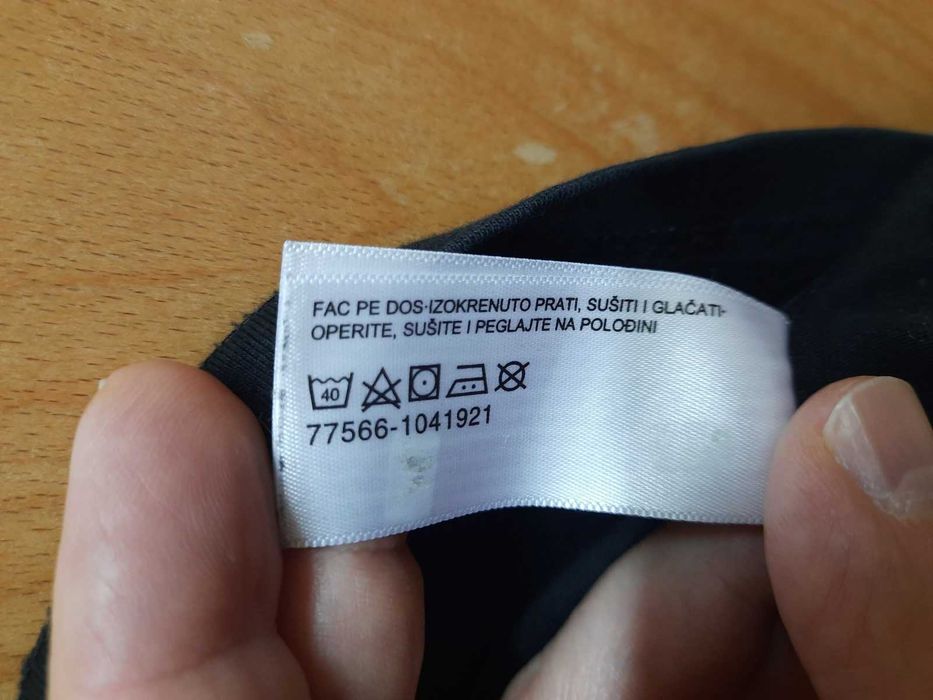 FAC PE DOS·IZOKRENUTO PRATI, SUŠITI I GLAČATI-
OPERITE, SUŠITE I PEGLAJTE NA POLOĐINI
40
77566-1041921